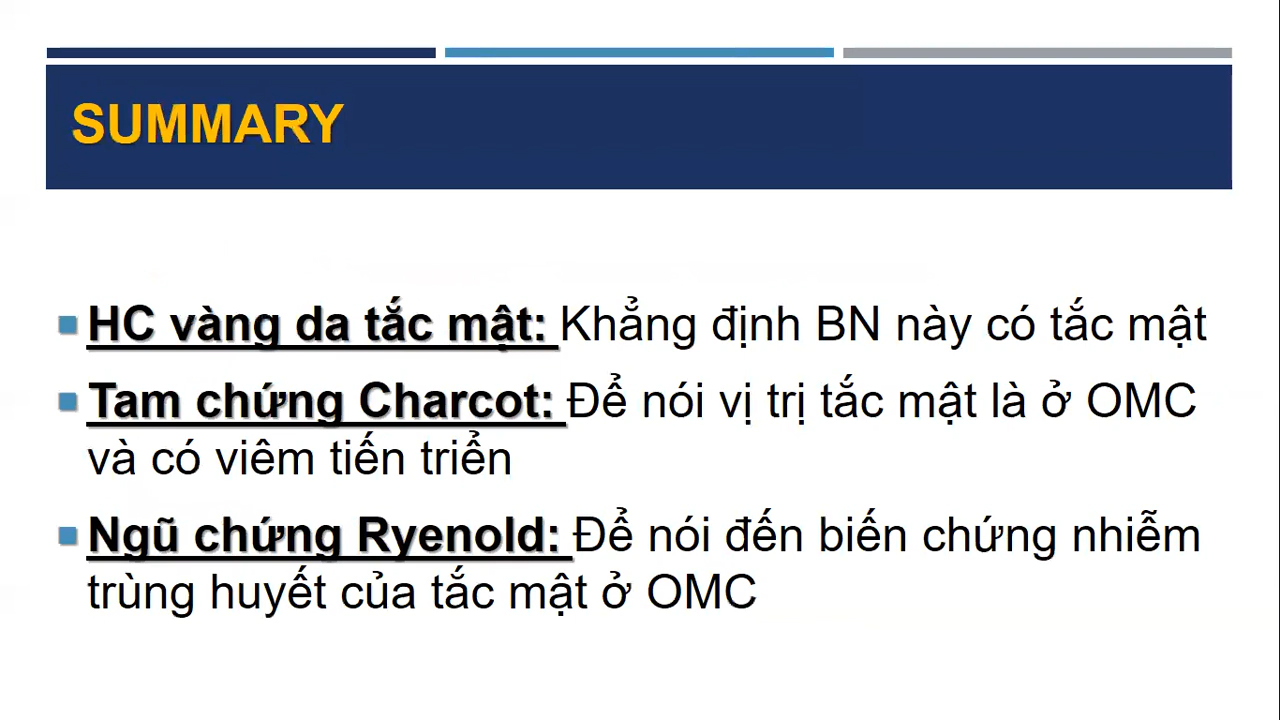 SUMMARY
HC vàng da tắc mật: Khẳng định BN này có tắc mật
Tam chứng Charcot: Để nói vị trị tắc mật là ở OMC
và có viêm tiến triển
Ngũ chứng Ryenold: Để nói đến biến chứng nhiễm
trùng huyết của tắc mật ở OMC